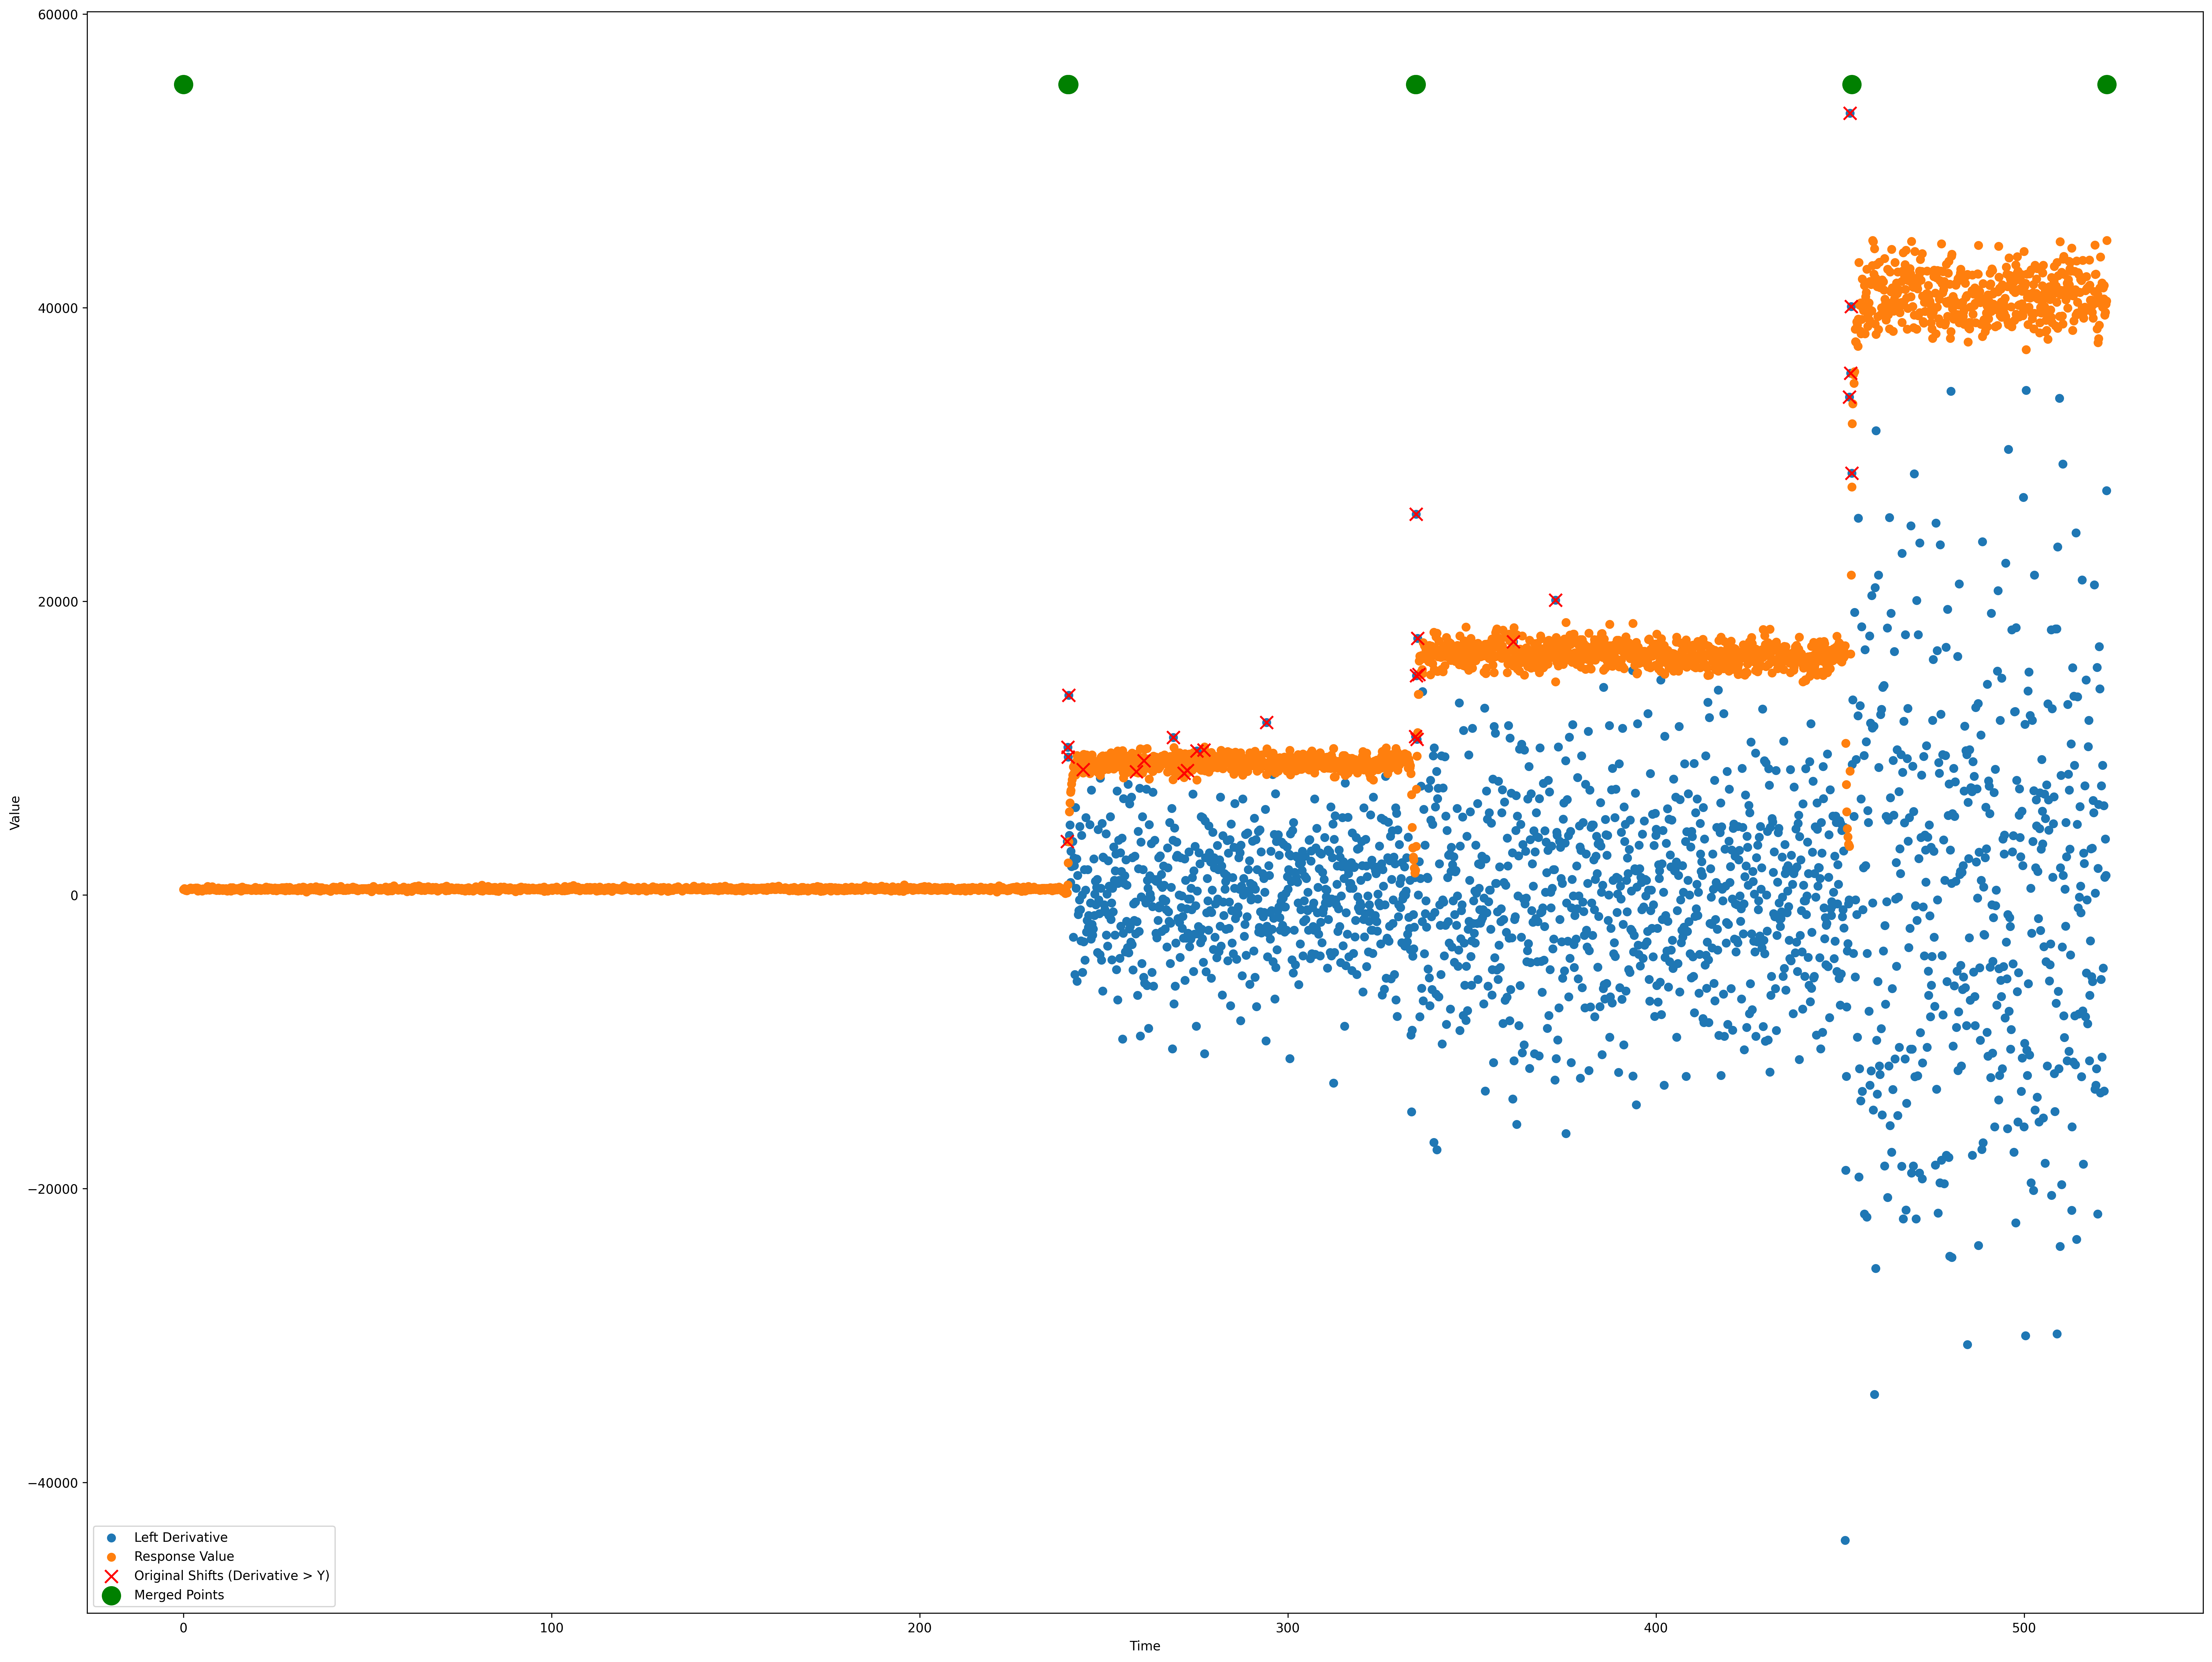 60000
40000
20000
0
−20000
−40000
Value
0 100 200 300 400 500
Time
Left Derivative
Response Value
Original Shifts (Derivative > Y)
Merged Points